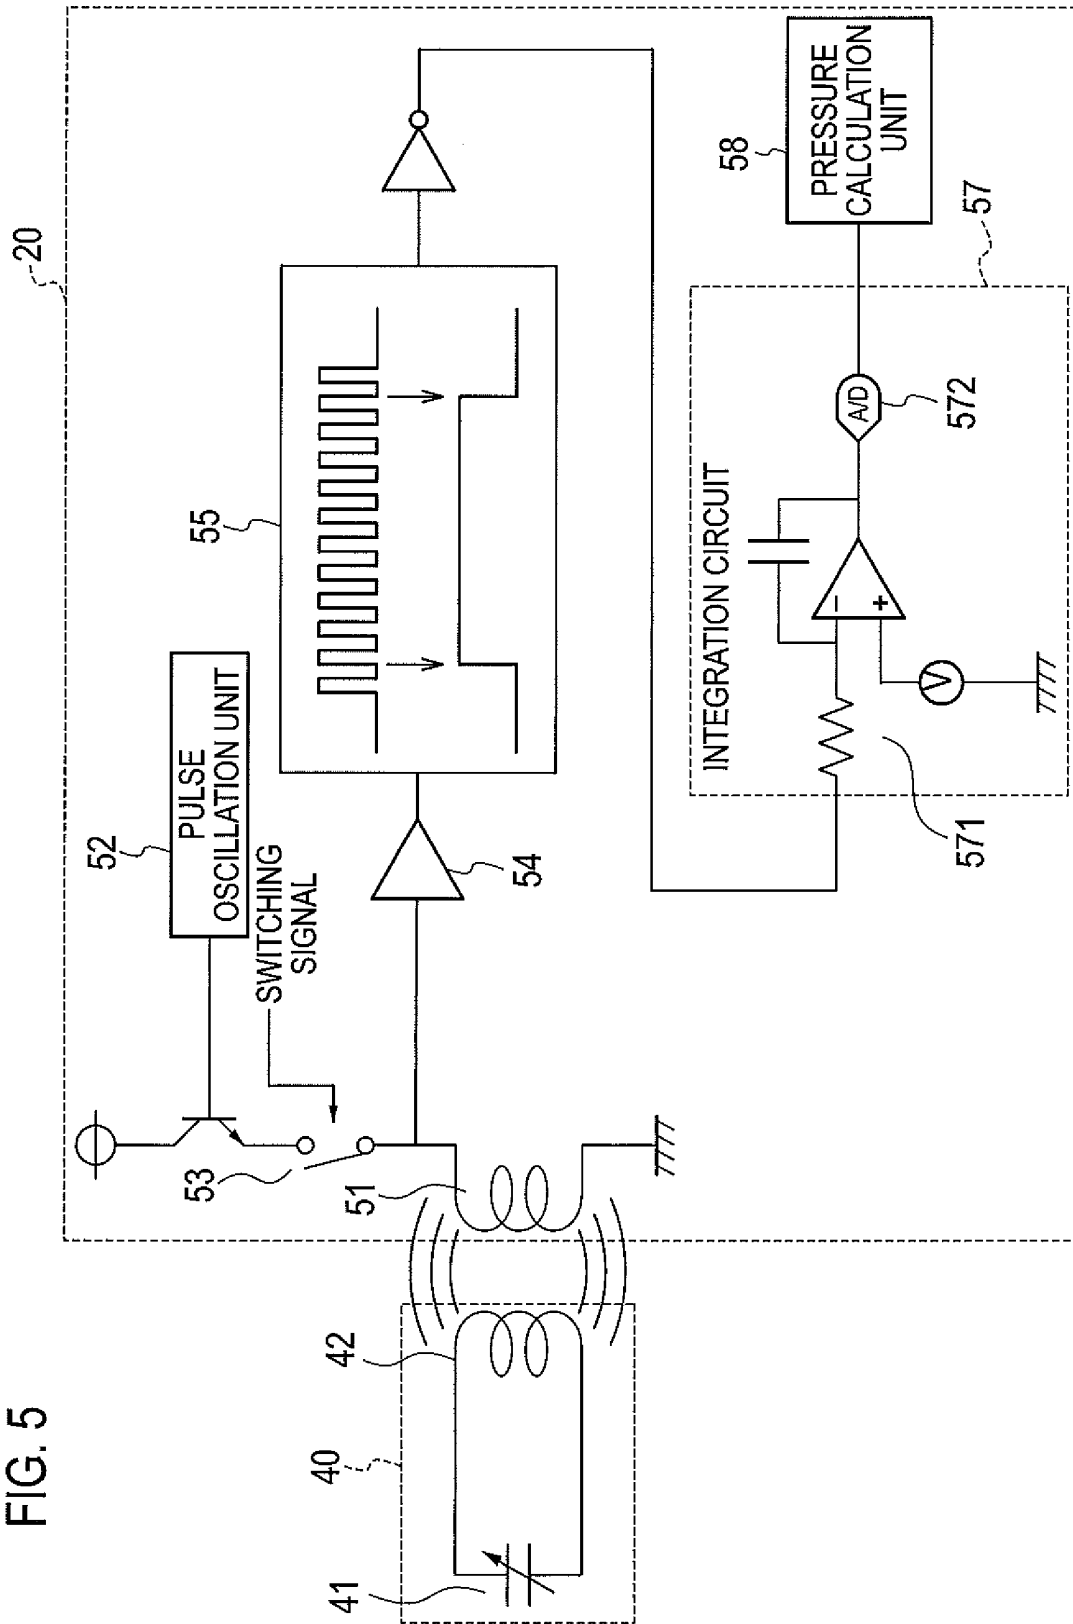 FIG. 5
20
52
PULSE
OSCILLATION UNIT
SWITCHING
SIGNAL
53
51
54
55
40
41
42
INTEGRATION CIRCUIT
571
−
+
V
A/D
572
57
58
PRESSURE
CALCULATION
UNIT